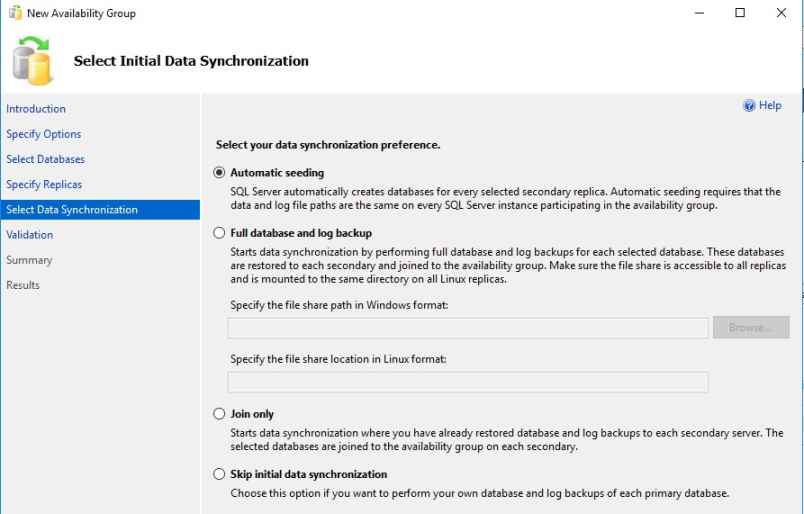 New Availability Group
Select Initial Data Synchronization
Introduction
Specify Options
Select Databases
Specify Replicas
Select Data Synchronization
Validation
Summary
Results
Help
Select your data synchronization preference.
Automatic seeding
SQL Server automatically creates databases for every selected secondary replica. Automatic seeding requires that the
data and log file paths are the same on every SQL Server instance participating in the availability group.
Full database and log backup
Starts data synchronization by performing full database and log backups for each selected database. These databases
are restored to each secondary and joined to the availability group. Make sure the file share is accessible to all replicas
and is mounted to the same directory on all Linux replicas.
Specify the file share path in Windows format:
Browse...
Specify the file share location in Linux format:
Join only
Starts data synchronization where you have already restored database and log backups to each secondary server. The
selected databases are joined to the availability group on each secondary.
Skip initial data synchronization
Choose this option if you want to perform your own database and log backups of each primary database.